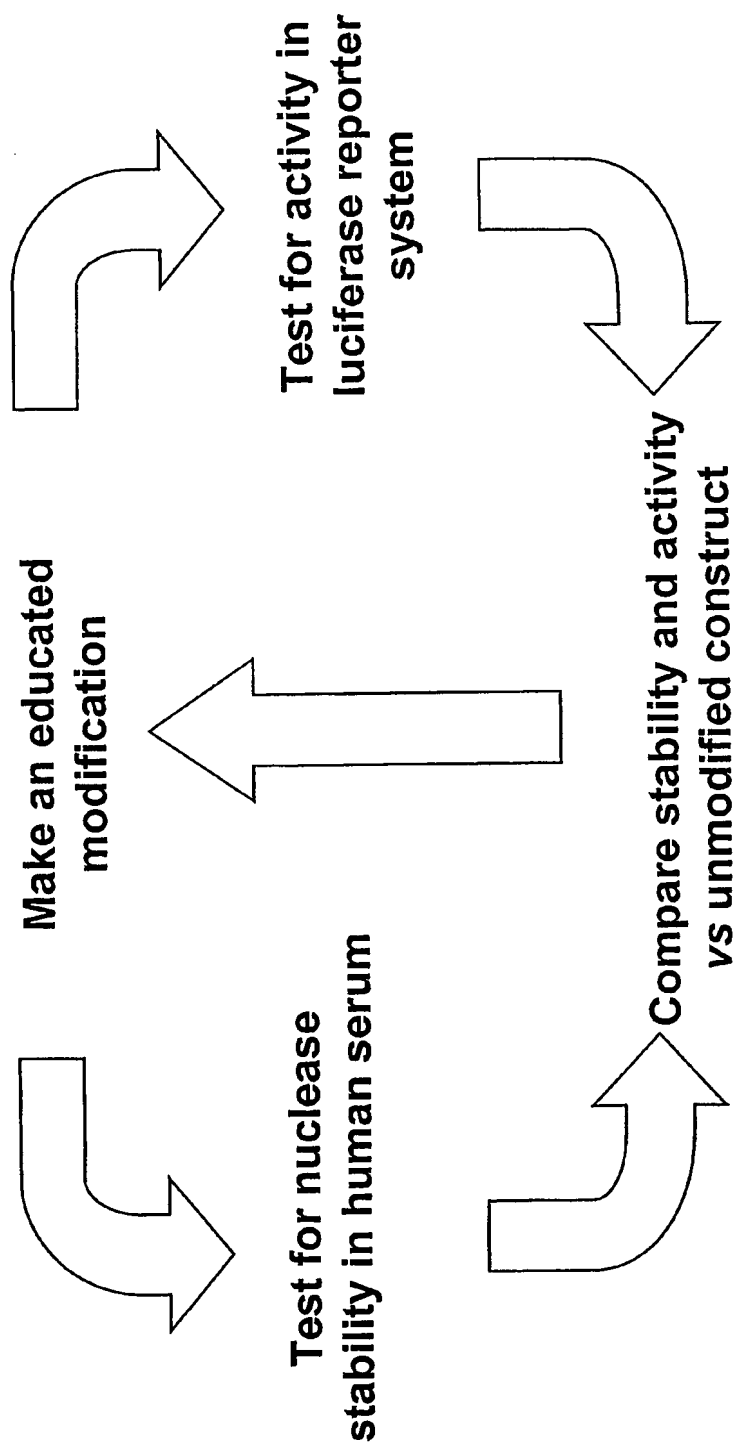 Make an educated
modification
Test for nuclease
stability in human serum
Test for activity in
luciferase reporter
system
Compare stability and activity
vs unmodified construct